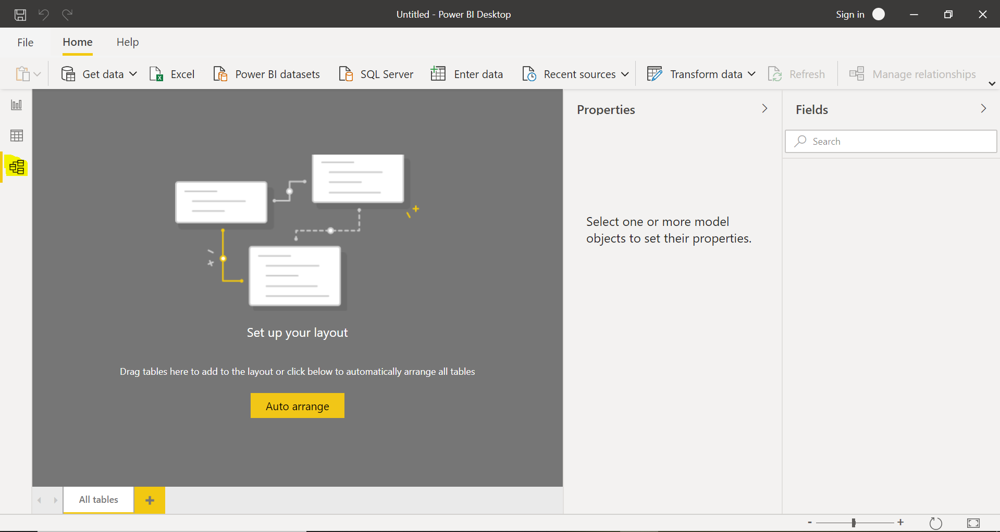 Untitled - Power BI Desktop
Sign in
File
Home
Help
Get data
Excel
Power BI datasets
SQL Server
Enter data
Recent sources
Transform data
Refresh
Manage relationships
Properties
Fields
Search
Select one or more model
objects to set their properties.
Set up your layout
Drag tables here to add to the layout or click below to automatically arrange all tables
Auto arrange
All tables